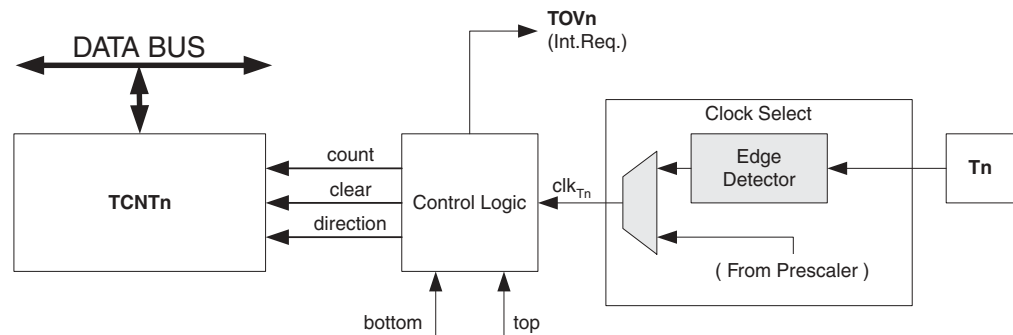 TOVn
(Int.Req.)
DATA BUS
Clock Select
count
Edge
Detector
Tn
TCNTn
clear
Control Logic
clkTn
direction
( From Prescaler )
bottom
top